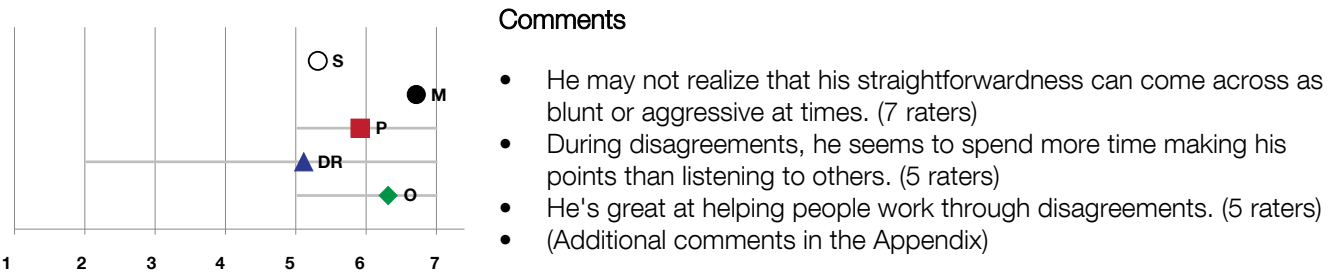 S
M
P
DR
O
1 2 3 4 5 6 7
Comments
• He may not realize that his straightforwardness can come across as
blunt or aggressive at times. (7 raters)
• During disagreements, he seems to spend more time making his
points than listening to others. (5 raters)
• He's great at helping people work through disagreements. (5 raters)
• (Additional comments in the Appendix)